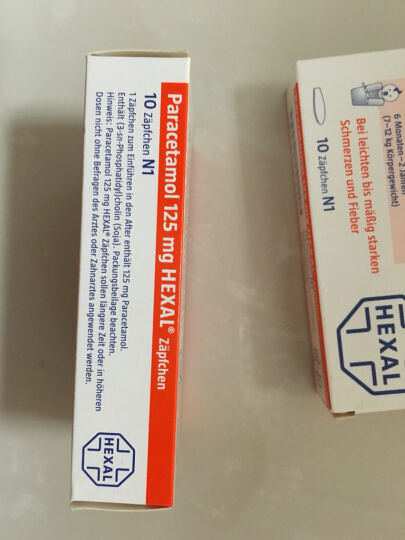 Paracetamol 125 mg HEXAL® Zäpfchen
10 Zäpfchen N1
1 Zäpfchen zum Einführen in den After enthält 125 mg Paracetamol.
Enthält (3-sn-Phosphatidyl)cholin (Soja). Packungsbeilage beachten.
Hinweis: Paracetamol 125 mg HEXAL® Zäpfchen sollen längere Zeit oder in höheren
Dosen nicht ohne Befragen des Arztes oder Zahnarztes angewendet werden.
HEXAL
6 Monaten–2 Jahren
(7–12 kg Körpergewicht)
Bei leichten bis mäßig starken
Schmerzen und Fieber
10 Zäpfchen N1
HEXAL